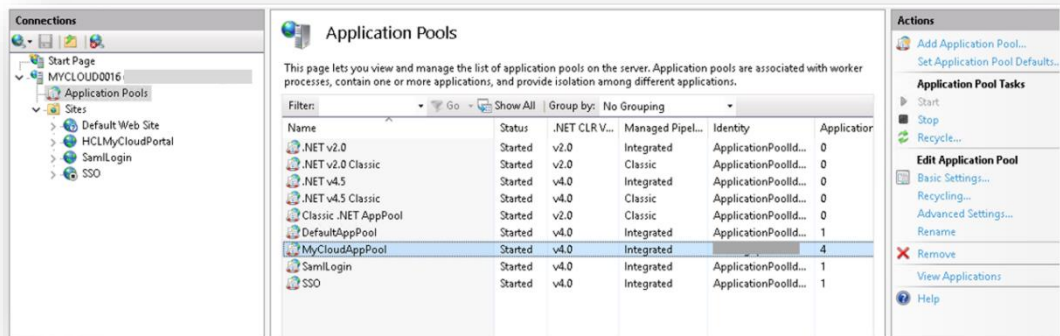 Connections
Start Page
MYCLOUD0016
Application Pools
Sites
Default Web Site
HCLMyCloudPortal
SamlLogin
SSO
Application Pools
This page lets you view and manage the list of application pools on the server. Application pools are associated with worker
processes, contain one or more applications, and provide isolation among different applications.
Filter: Go Show All Group by: No Grouping
Name Status .NET CLR V... Managed Pipel... Identity Application
.NET v2.0 Started v2.0 Integrated ApplicationPoolId... 0
.NET v2.0 Classic Started v2.0 Classic ApplicationPoolId... 0
.NET v4.5 Started v4.0 Integrated ApplicationPoolId... 0
.NET v4.5 Classic Started v4.0 Classic ApplicationPoolId... 0
Classic .NET AppPool Started v2.0 Classic ApplicationPoolId... 0
DefaultAppPool Started v4.0 Integrated ApplicationPoolId... 1
MyCloudAppPool Started v4.0 Integrated 4
SamlLogin Started v4.0 Integrated ApplicationPoolId... 1
SSO Started v4.0 Integrated ApplicationPoolId... 1
Actions
Add Application Pool...
Set Application Pool Defaults...
Application Pool Tasks
Start
Stop
Recycle...
Edit Application Pool
Basic Settings...
Recycling...
Advanced Settings...
Rename
Remove
View Applications
Help